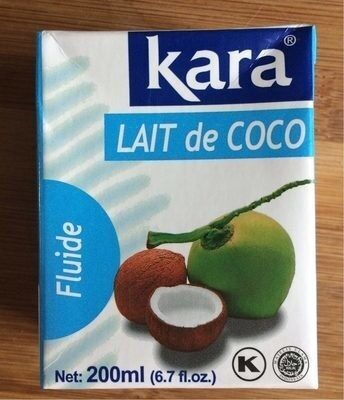 kara®
LAIT de COCO
Fluide
K
Net: 200ml (6.7 fl.oz.)